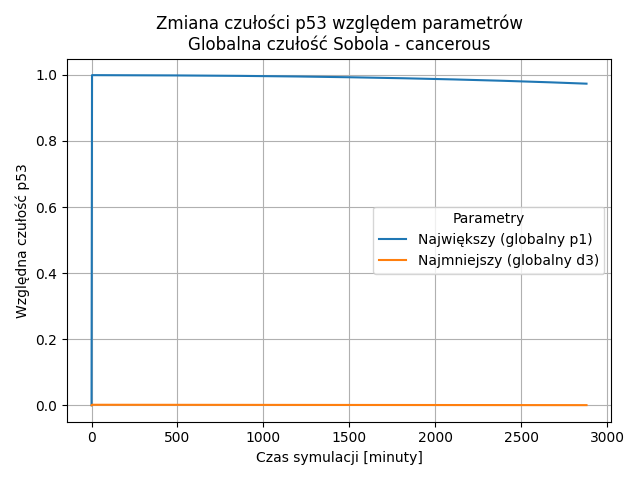 Zmiana czułości p53 względem parametrów
Globalna czułość Sobola - cancerous
Względna czułość p53
1.0
0.8
0.6
0.4
0.2
0.0
Parametry
Największy (globalny p1)
Najmniejszy (globalny d3)
0 500 1000 1500 2000 2500 3000
Czas symulacji [minuty]